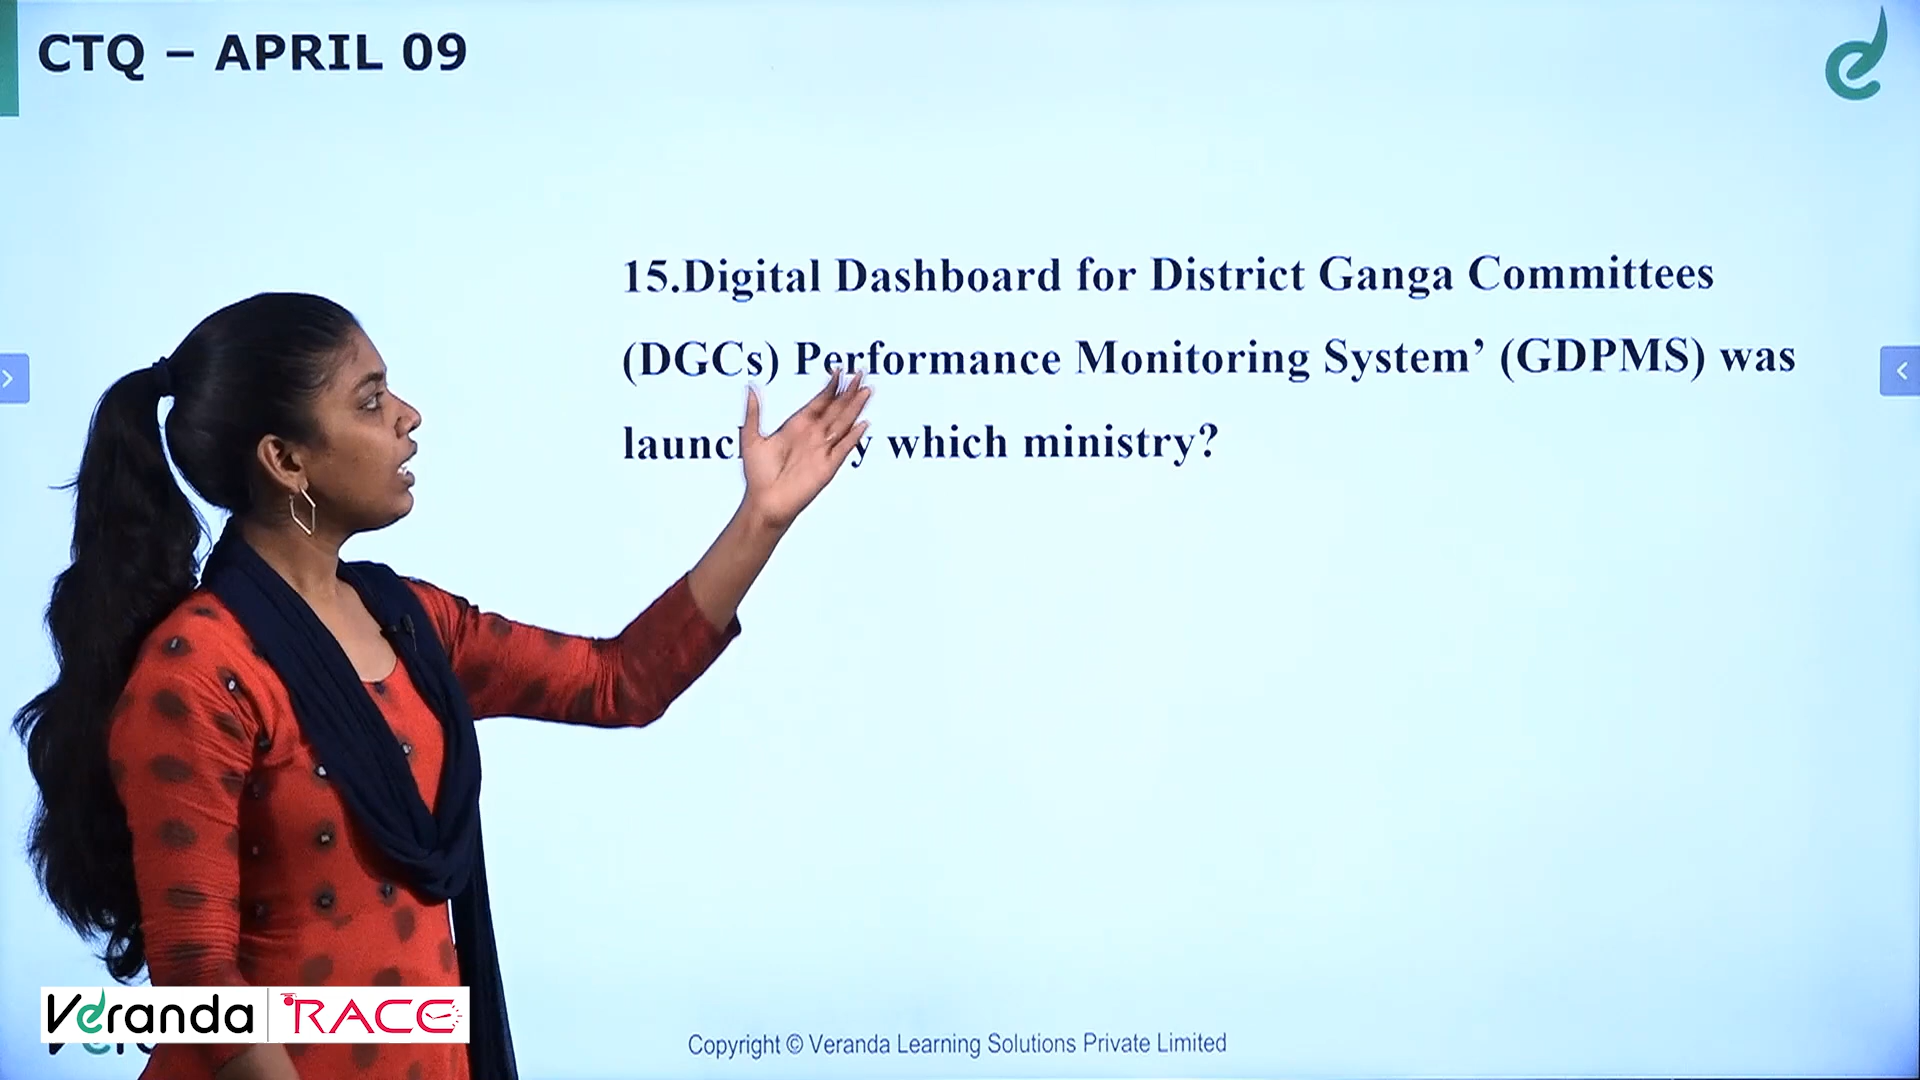 CTQ – APRIL 09
15.Digital Dashboard for District Ganga Committees
(DGCs) Performance Monitoring System’ (GDPMS) was
which ministry?
Veranda RACE
Copyright © Veranda Learning Solutions Private Limited